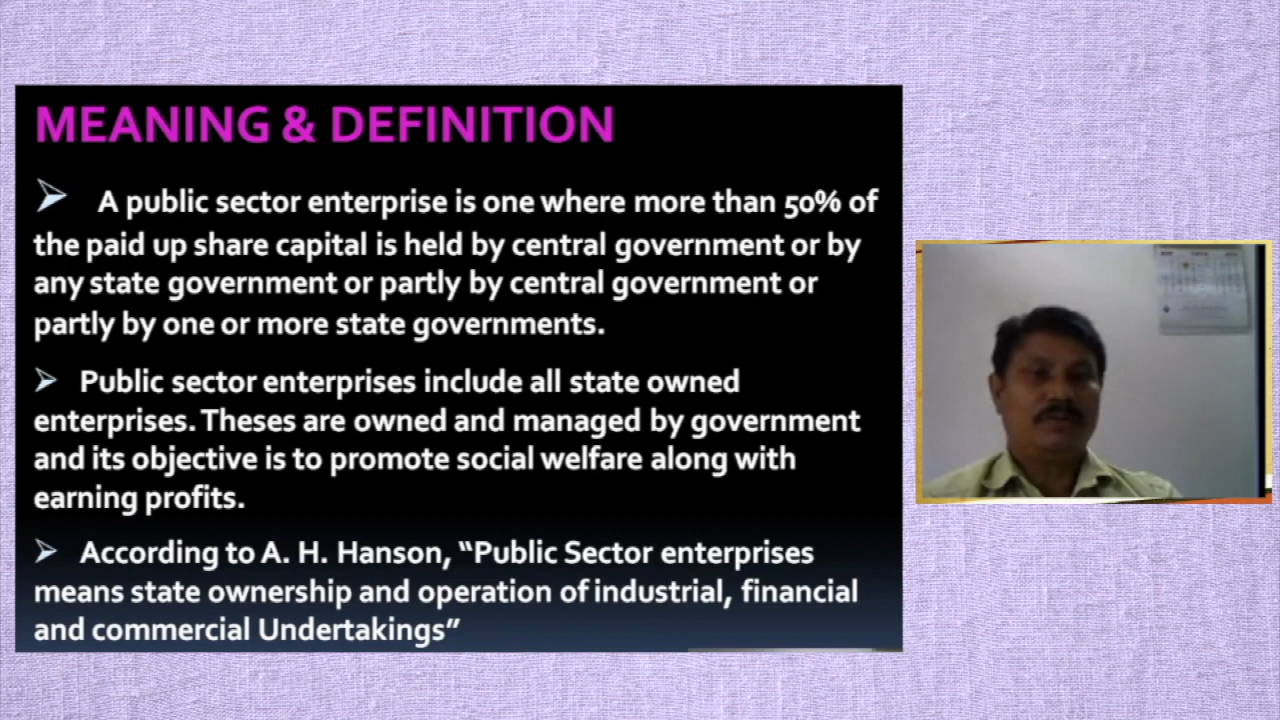 MEANING & DEFINITION
A public sector enterprise is one where more than 50% of
the paid up share capital is held by central government or by
any state government or partly by central government or
partly by one or more state governments.
Public sector enterprises include all state owned
enterprises. Theses are owned and managed by government
and its objective is to promote social welfare along with
earning profits.
According to A. H. Hanson, “Public Sector enterprises
means state ownership and operation of industrial, financial
and commercial Undertakings”